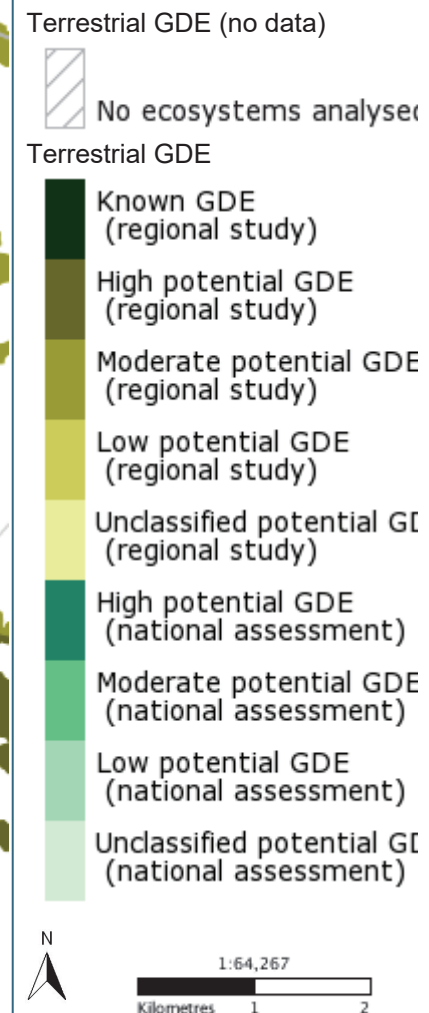 Terrestrial GDE (no data)
No ecosystems analysed
Terrestrial GDE
Known GDE
(regional study)
High potential GDE
(regional study)
Moderate potential GDE
(regional study)
Low potential GDE
(regional study)
Unclassified potential GD
(regional study)
High potential GDE
(national assessment)
Moderate potential GDE
(national assessment)
Low potential GDE
(national assessment)
Unclassified potential GD
(national assessment)
N
1:64,267
Kilometres 1 2